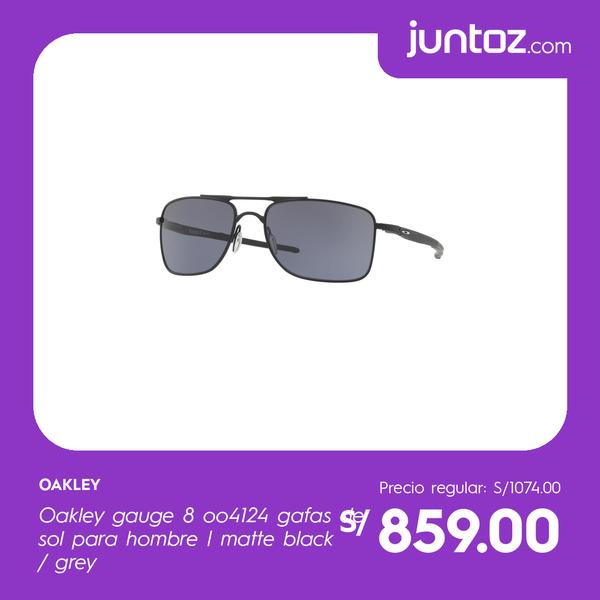 juntoz.com
OAKLEY
Oakley gauge 8 oo4124 gafas de
sol para hombre | matte black
/ grey
Precio regular: S/1074.00
S/ 859.00